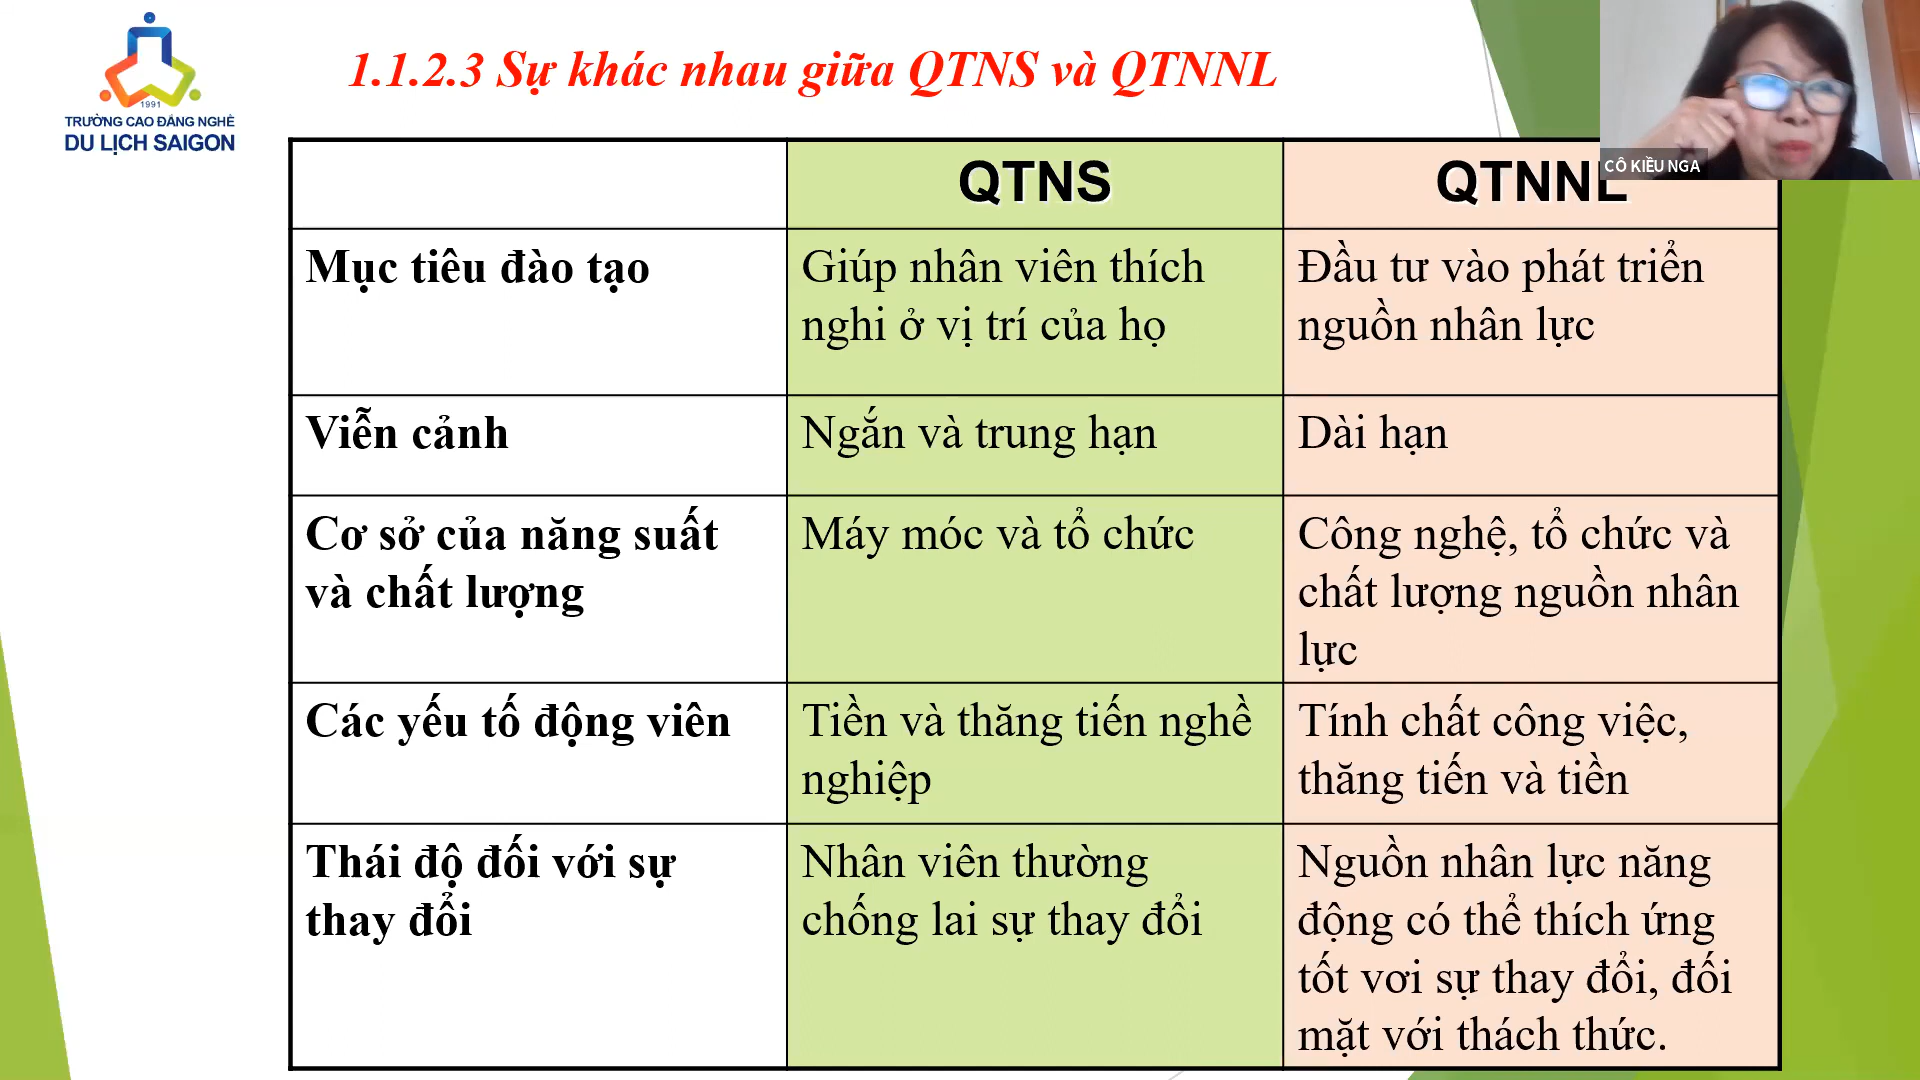 1991
TRƯỜNG CAO ĐẲNG NGHỀ
DU LỊCH SAIGON
1.1.2.3 Sự khác nhau giữa QTNS và QTNNL
CÔ KIỀU NGA
QTNS
QTNNL
Mục tiêu đào tạo
Giúp nhân viên thích
nghi ở vị trí của họ
Đầu tư vào phát triển
nguồn nhân lực
Viễn cảnh
Ngắn và trung hạn
Dài hạn
Cơ sở của năng suất
và chất lượng
Máy móc và tổ chức
Công nghệ, tổ chức và
chất lượng nguồn nhân
lực
Các yếu tố động viên
Tiền và thăng tiến nghề
nghiệp
Tính chất công việc,
thăng tiến và tiền
Thái độ đối với sự
thay đổi
Nhân viên thường
chống lai sự thay đổi
Nguồn nhân lực năng
động có thể thích ứng
tốt vơi sự thay đổi, đối
mặt với thách thức.